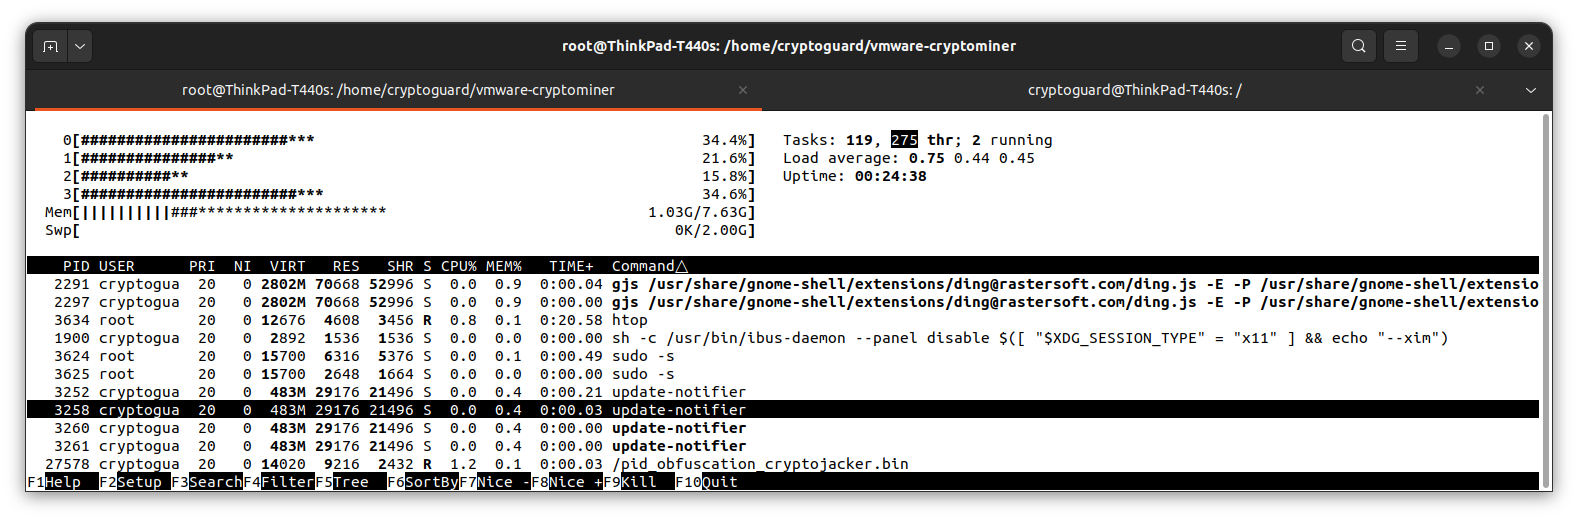 root@ThinkPad-T440s: /home/cryptoguard/vmware-cryptominer
root@ThinkPad-T440s: /home/cryptoguard/vmware-cryptominer × cryptoguard@ThinkPad-T440s: / ×
0[#######################*** 34.4%] Tasks: 119, 275 thr; 2 running
1[###############** 21.6%] Load average: 0.75 0.44 0.45
2[##########** 15.8%] Uptime: 00:24:38
3[########################*** 34.6%]
Mem[||||||||||###********************* 1.03G/7.63G]
Swp[ 0K/2.00G]
PID USER PRI NI VIRT RES SHR S CPU% MEM% TIME+ Command△
2291 cryptogua 20 0 2802M 70668 52996 S 0.0 0.9 0:00.04 gjs /usr/share/gnome-shell/extensions/ding@rastersoft.com/ding.js -E -P /usr/share/gnome-shell/extensio
2297 cryptogua 20 0 2802M 70668 52996 S 0.0 0.9 0:00.00 gjs /usr/share/gnome-shell/extensions/ding@rastersoft.com/ding.js -E -P /usr/share/gnome-shell/extensio
3634 root 20 0 12676 4608 3456 R 0.8 0.1 0:20.58 htop
1900 cryptogua 20 0 2892 1536 1536 S 0.0 0.0 0:00.00 sh -c /usr/bin/ibus-daemon --panel disable $([ "$XDG_SESSION_TYPE" = "x11" ] && echo "--xim")
3624 root 20 0 15700 6316 5376 S 0.0 0.1 0:00.49 sudo -s
3625 root 20 0 15700 2648 1664 S 0.0 0.0 0:00.00 sudo -s
3252 cryptogua 20 0 483M 29176 21496 S 0.0 0.4 0:00.21 update-notifier
3258 cryptogua 20 0 483M 29176 21496 S 0.0 0.4 0:00.03 update-notifier
3260 cryptogua 20 0 483M 29176 21496 S 0.0 0.4 0:00.00 update-notifier
3261 cryptogua 20 0 483M 29176 21496 S 0.0 0.4 0:00.00 update-notifier
27578 cryptogua 20 0 14020 9216 2432 R 1.2 0.1 0:00.03 /pid_obfuscation_cryptojacker.bin
F1Help F2Setup F3SearchF4FilterF5Tree F6SortByF7Nice -F8Nice +F9Kill F10Quit